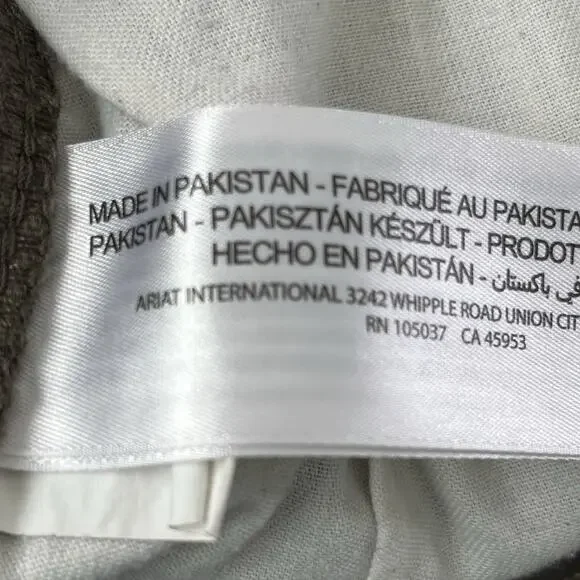 MADE IN PAKISTAN - FABRIQUÉ AU PAKISTA
PAKISTAN - PAKISZTÁN KÉSZÜLT - PRODOT
HECHO EN PAKISTÁN - في باكستان
ARIAT INTERNATIONAL 3242 WHIPPLE ROAD UNION CIT
RN 105037 CA 45953